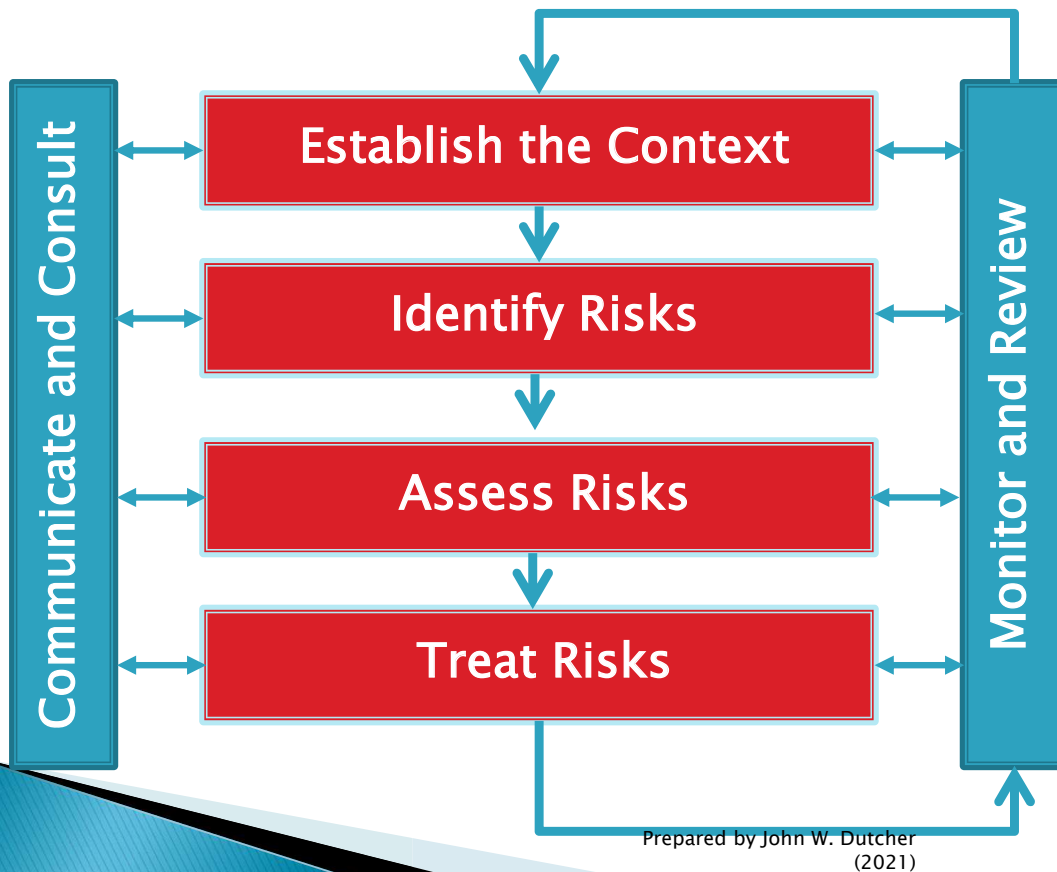 Communicate and Consult
Establish the Context
Identify Risks
Assess Risks
Treat Risks
Monitor and Review
Prepared by John W. Dutcher
(2021)